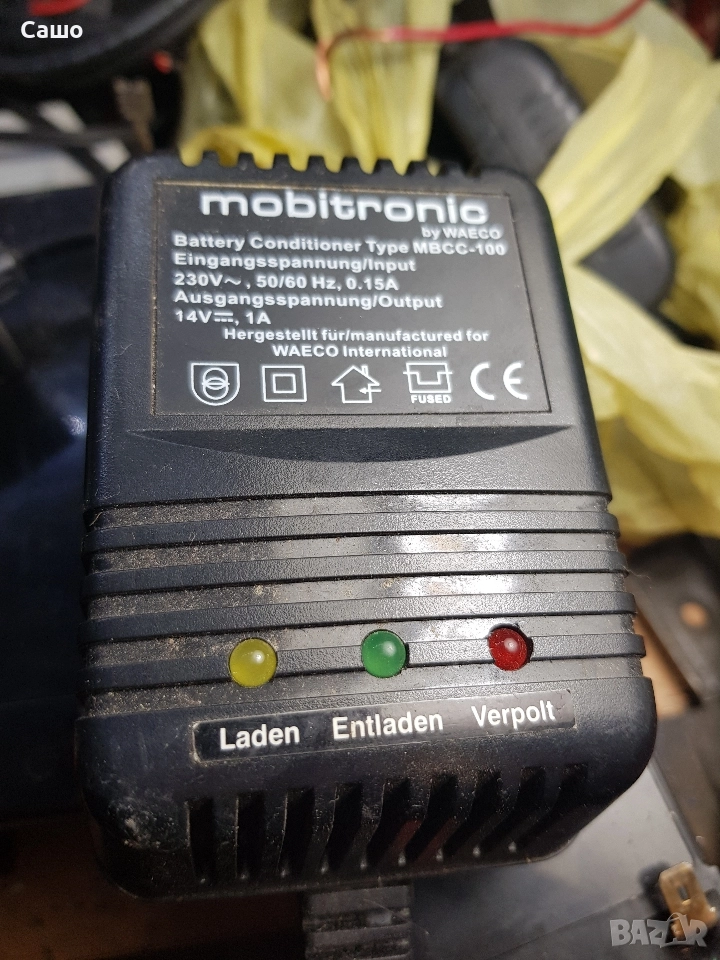 Сашо
mobitronic
by WAECO
Battery Conditioner Type MBCC-100
Eingangsspannung/Input
230V~, 50/60 Hz, 0.15A
Ausgangsspannung/Output
14V⎓, 1A
Hergestellt für/manufactured for
WAECO International
FUSED
CE
Laden Entladen Verpolt
BAZAR